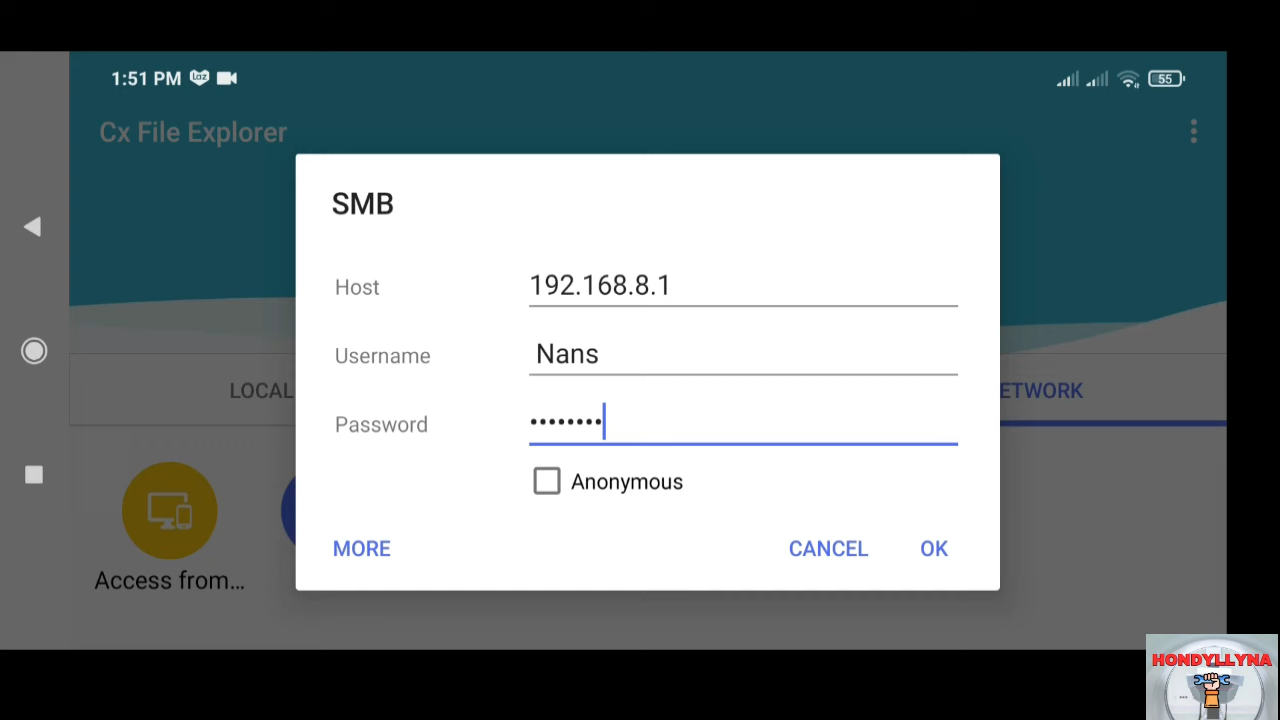 1:51 PM
55
Cx File Explorer
SMB
Host 192.168.8.1
Username Nans
Password ••••••••
Anonymous
MORE CANCEL OK
LOCAL
ETWORK
Access from...
HONDYLLYNA